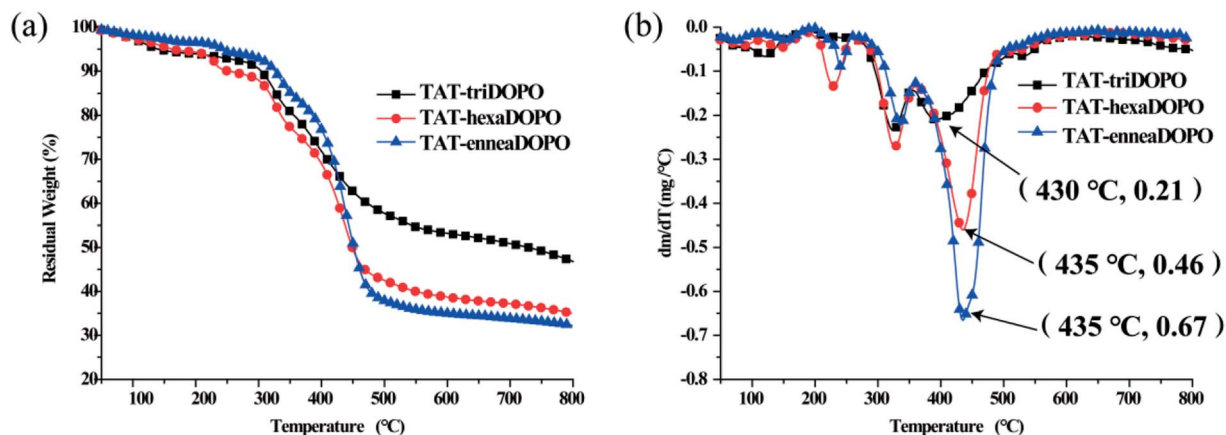 (a)
100
90
80
70
60
50
40
30
20
Residual Weight (%)
TAT-triDOPO
TAT-hexaDOPO
TAT-enneaDOPO
100 200 300 400 500 600 700 800
Temperature (°C)
(b)
0.0
-0.1
-0.2
-0.3
-0.4
-0.5
-0.6
-0.7
-0.8
dm/dT (mg/°C)
TAT-triDOPO
TAT-hexaDOPO
TAT-enneaDOPO
( 430 °C, 0.21 )
( 435 °C, 0.46 )
( 435 °C, 0.67 )
100 200 300 400 500 600 700 800
Temperature (°C)